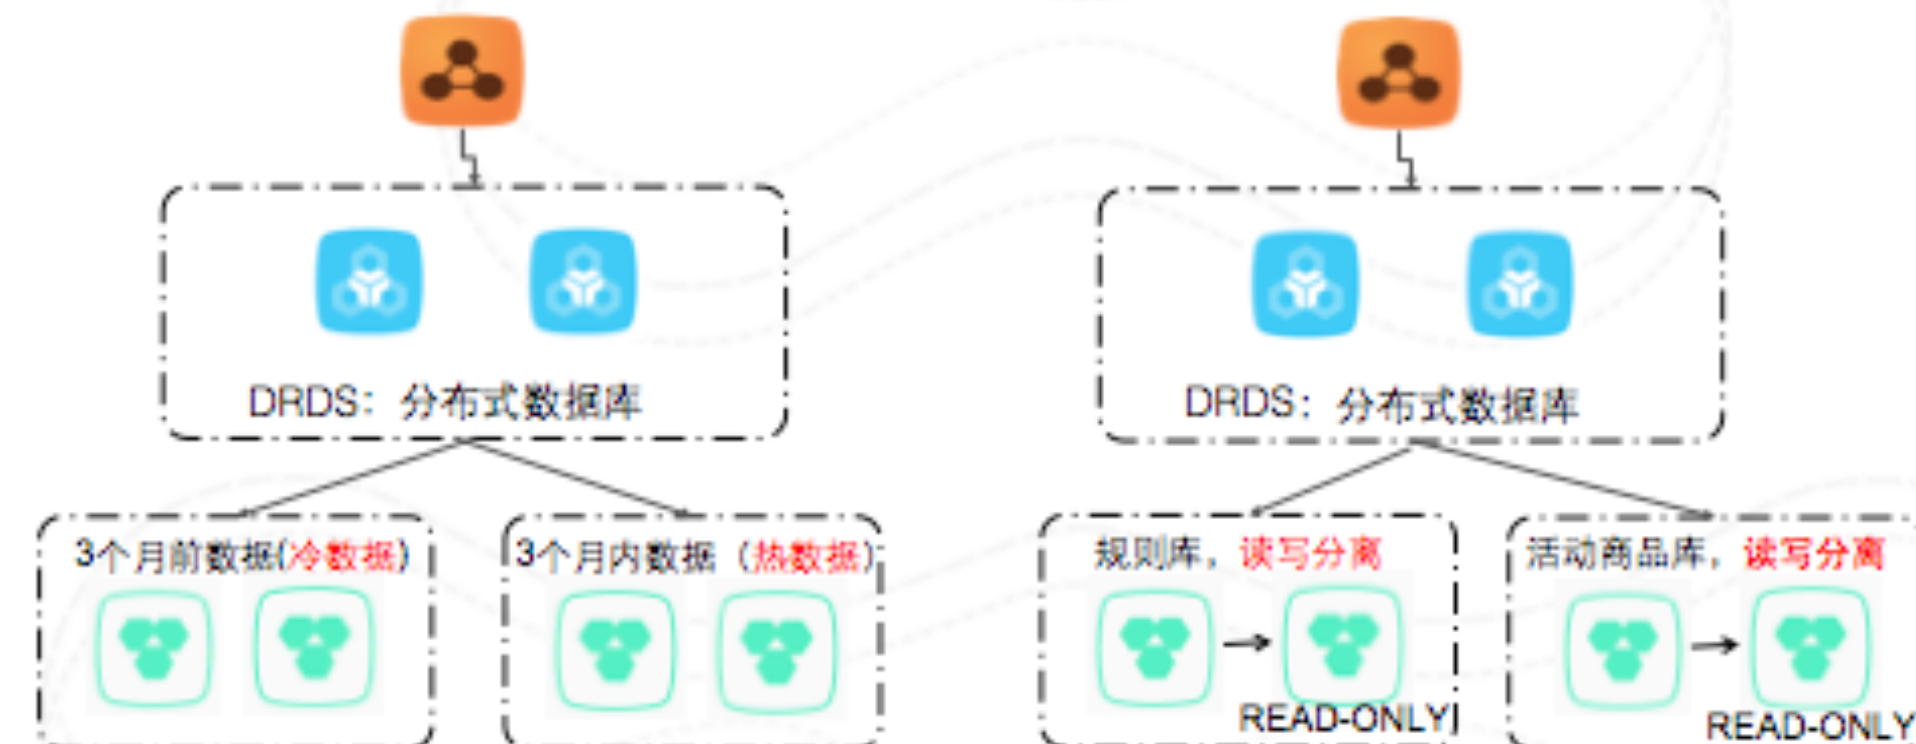 DRDS：分布式数据库
DRDS：分布式数据库
3个月前数据(冷数据)
3个月内数据（热数据）
规则库，读写分离
活动商品库，读写分离
READ-ONLY
READ-ONLY